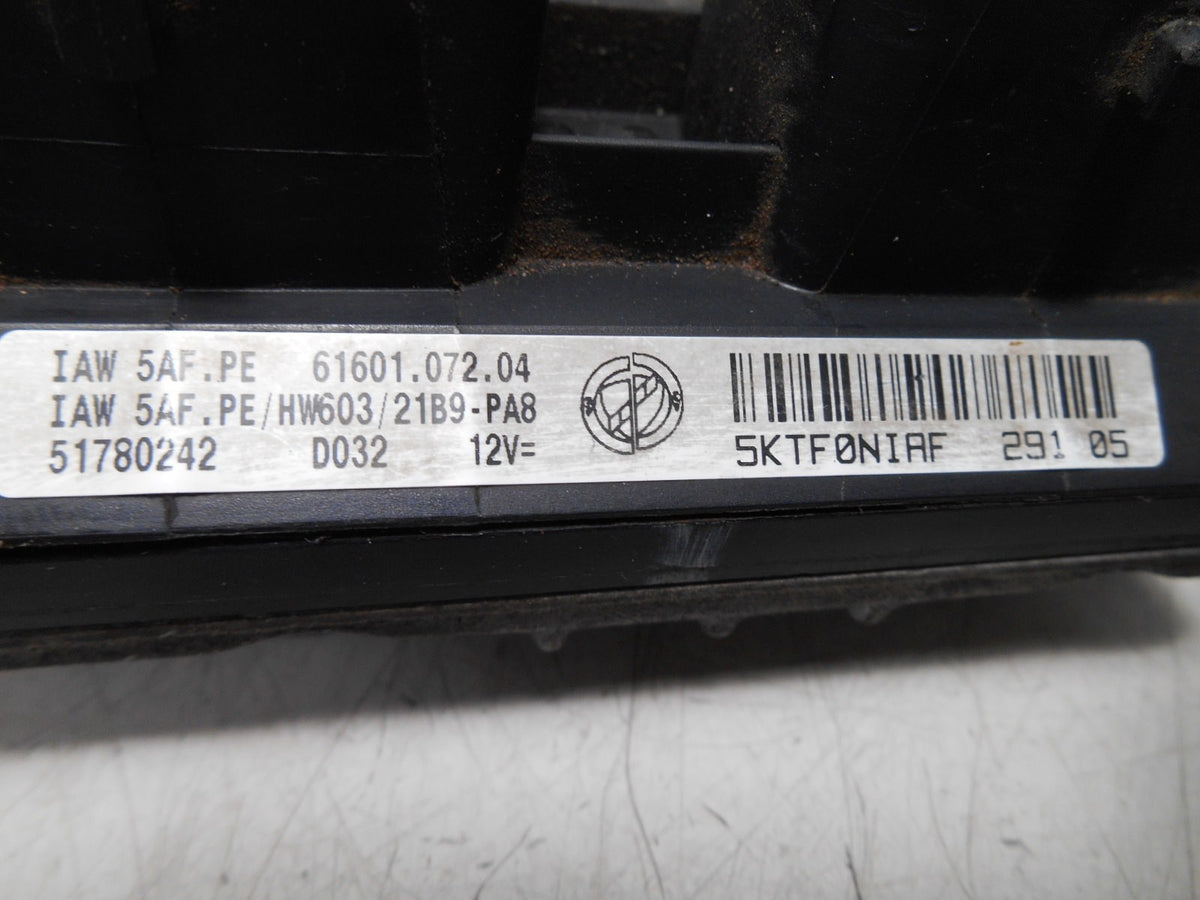 IAW 5AF.PE 61601.072.04
IAW 5AF.PE/HW603/21B9-PA8
51780242 D032 12V=
5KTF0NIAF 291 05